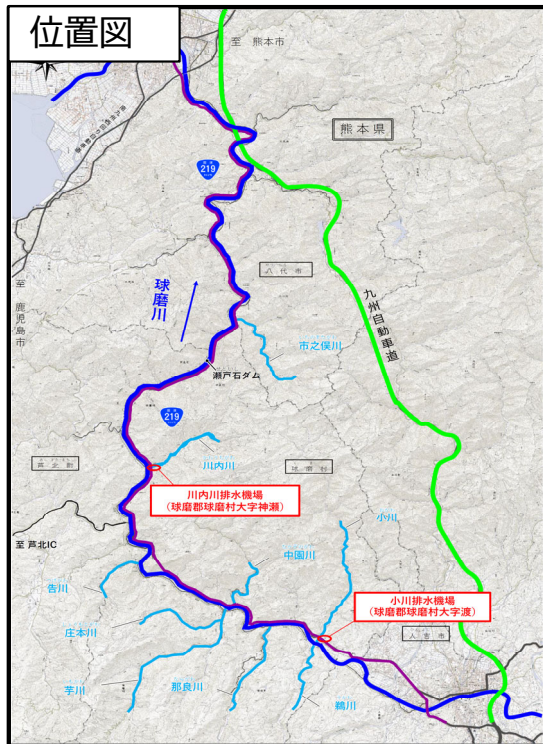 位置図
至 熊本市
熊本県
219
八代市
球磨川
九州自動車道
至 鹿児島市
市之俣川
瀬戸石ダム
219
芦北郡
川内川
球磨村
川内川排水機場
(球磨郡球磨村大字神瀬)
小川
至 芦北IC
中園川
告川
小川排水機場
(球磨郡球磨村大字渡)
庄本川
人吉市
芋川
那良川
鵜川